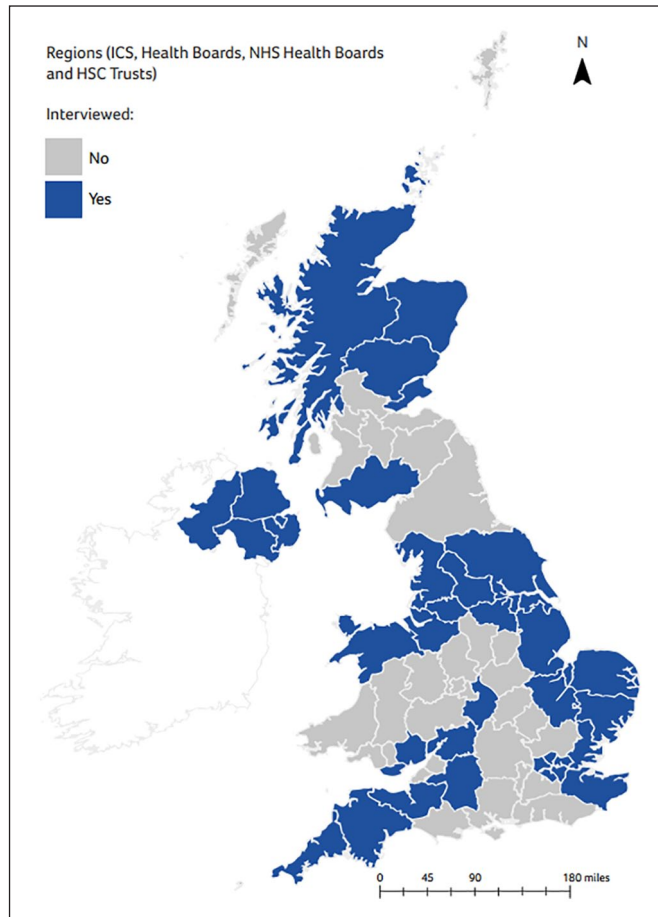 Regions (ICS, Health Boards, NHS Health Boards
and HSC Trusts)
N
Interviewed:
No
Yes
0 45 90 180 miles